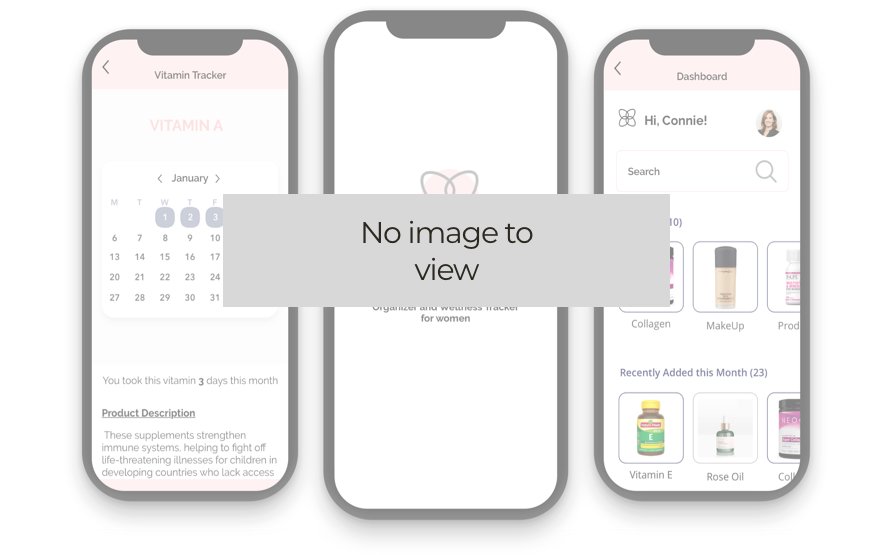 Vitamin Tracker
VITAMIN A
January
M T W T F
1 2 3
6 7 8 9 10
13 14 15 16 17
20 21 22 23 24
27 28 29 30 31
You took this vitamin 3 days this month
Product Description
These supplements strengthen
immune systems, helping to fight off
life-threatening illnesses for children in
developing countries who lack access
No image to
view
Organizer and Wellness Tracker
for women
Dashboard
Hi, Connie!
Search
10)
Collagen MakeUp Prod
Recently Added this Month (23)
E
NEO
Vitamin E Rose Oil Coll